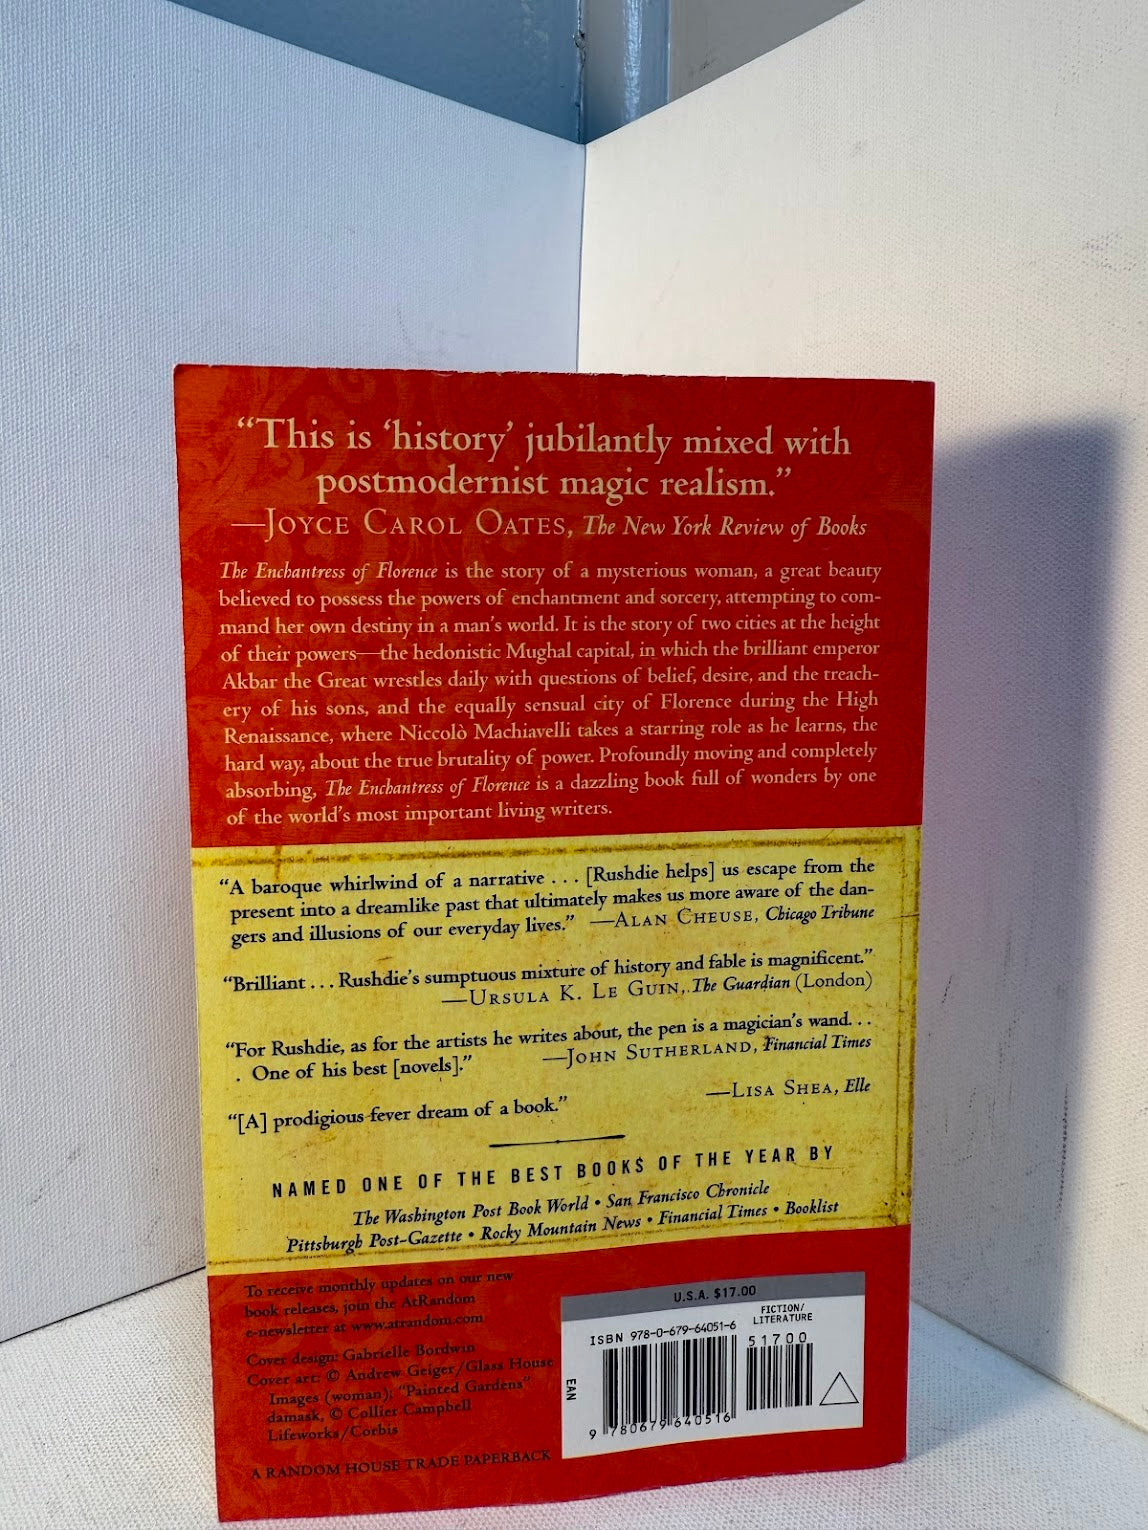 “This is ‘history’ jubilantly mixed with
postmodernist magic realism.”
—JOYCE CAROL OATES, The New York Review of Books
The Enchantress of Florence is the story of a mysterious woman, a great beauty
believed to possess the powers of enchantment and sorcery, attempting to com-
mand her own destiny in a man’s world. It is the story of two cities at the height
of their powers—the hedonistic Mughal capital, in which the brilliant emperor
Akbar the Great wrestles daily with questions of belief, desire, and the treach-
ery of his sons, and the equally sensual city of Florence during the High
Renaissance, where Niccolò Machiavelli takes a starring role as he learns, the
hard way, about the true brutality of power. Profoundly moving and completely
absorbing, The Enchantress of Florence is a dazzling book full of wonders by one
of the world’s most important living writers.
“A baroque whirlwind of a narrative . . . [Rushdie helps] us escape from the
present into a dreamlike past that ultimately makes us more aware of the dan-
gers and illusions of our everyday lives.” —ALAN CHEUSE, Chicago Tribune
“Brilliant . . . Rushdie’s sumptuous mixture of history and fable is magnificent.”
—URSULA K. LE GUIN, The Guardian (London)
“For Rushdie, as for the artists he writes about, the pen is a magician’s wand. . .
. One of his best [novels].” —JOHN SUTHERLAND, Financial Times
“[A] prodigious fever dream of a book.” —LISA SHEA, Elle
NAMED ONE OF THE BEST BOOKS OF THE YEAR BY
The Washington Post Book World • San Francisco Chronicle
Pittsburgh Post-Gazette • Rocky Mountain News • Financial Times • Booklist
To receive monthly updates on our new
book releases, join the AtRandom
e-newsletter at www.atrandom.com
Cover design: Gabrielle Bordwin
Cover art: © Andrew Geiger/Glass House
Images (woman); “Painted Gardens”
damask, © Collier Campbell
Lifeworks/Corbis
A RANDOM HOUSE TRADE PAPERBACK
U.S.A. $17.00
FICTION/
LITERATURE
ISBN 978-0-679-64051-6
51700
EAN
9 780679 640516